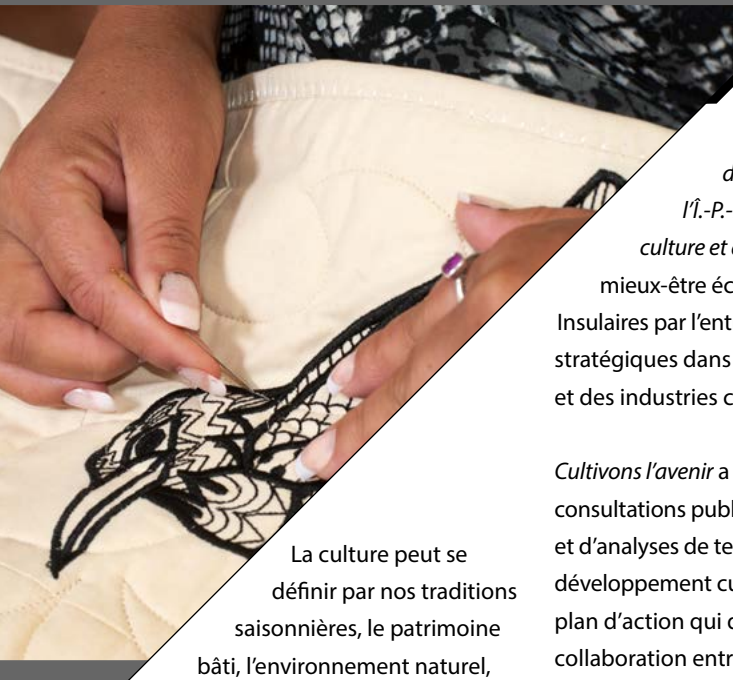 La culture peut se
définir par nos traditions
saisonnières, le patrimoine
bâti, l'environnement naturel,
d
l'Î.-P.-
culture et
mieux-être éc
Insulaires par l'ent
stratégiques dans
et des industries c
Cultivons l'avenir a
consultations publ
et d'analyses de te
développement cu
plan d'action qui
collaboration entr